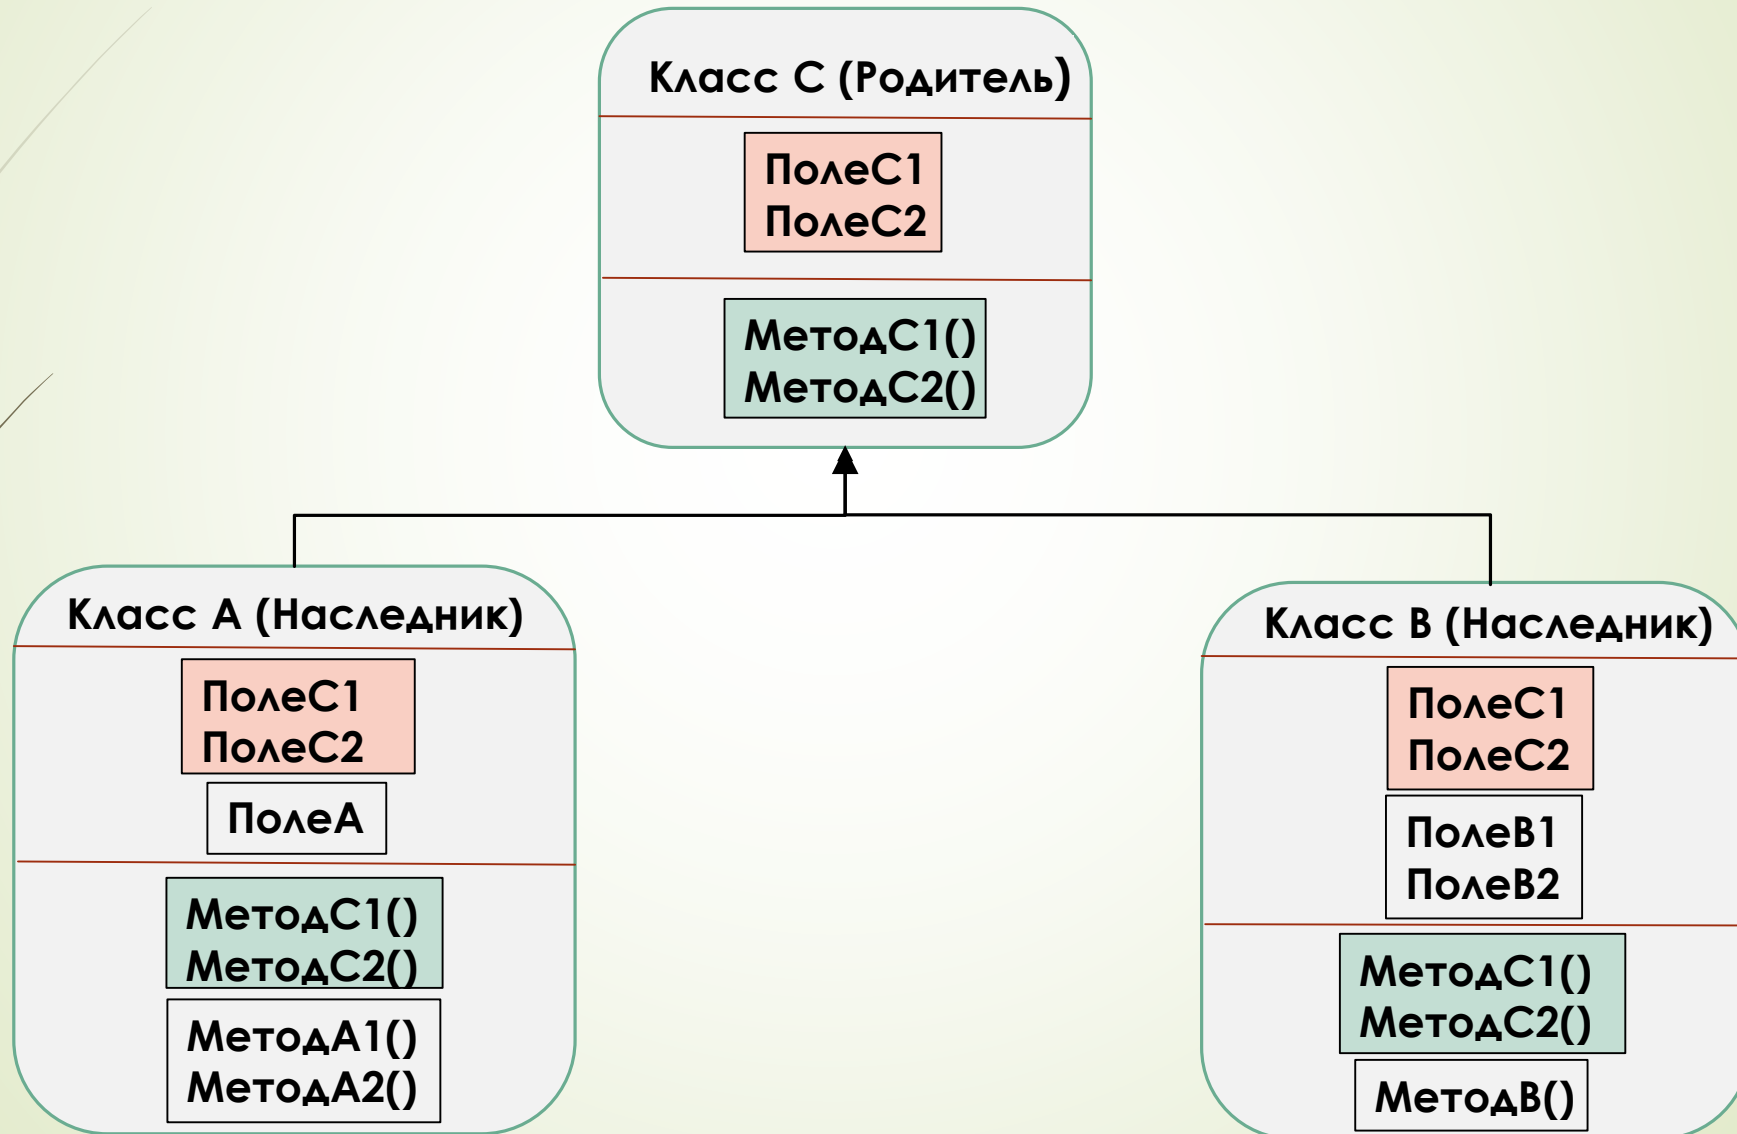 Класс С (Родитель)
ПолеС1
ПолеС2
МетодС1()
МетодС2()
Класс А (Наследник)
ПолеС1
ПолеС2
ПолеА
МетодС1()
МетодС2()
МетодА1()
МетодА2()
Класс В (Наследник)
ПолеС1
ПолеС2
ПолеВ1
ПолеВ2
МетодС1()
МетодС2()
МетодВ()